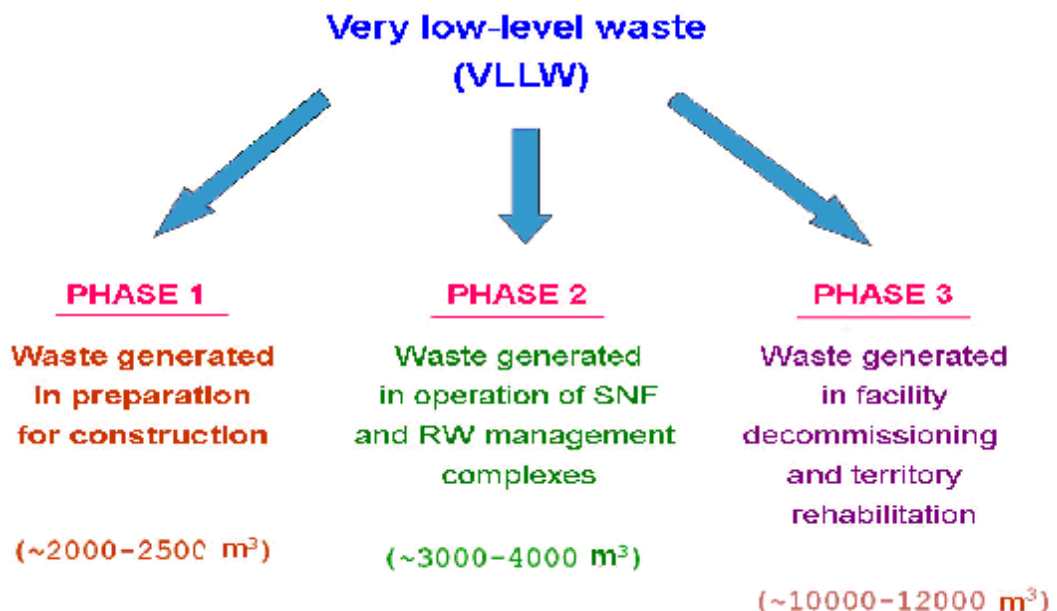 Very low-level waste
(VLLW)
PHASE 1
Waste generated
in preparation
for construction
(~2000-2500 m³)
PHASE 2
Waste generated
in operation of SNF
and RW management
complexes
(~3000-4000 m³)
PHASE 3
Waste generated
in facility
decommissioning
and territory
rehabilitation
(~10000-12000 m³)